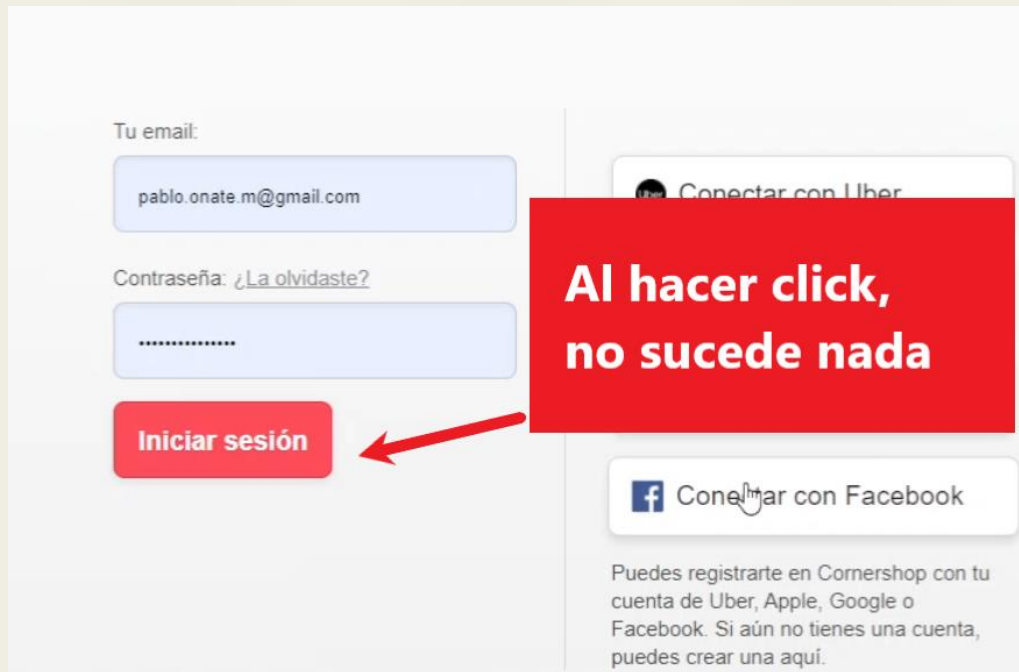 Tu email:
pablo.onate.m@gmail.com
Contraseña: ¿La olvidaste?
•••••••••••••••
Iniciar sesión
Uber Conectar con Uber
Al hacer click,
no sucede nada
f Conectar con Facebook
Puedes registrarte en Cornershop con tu
cuenta de Uber, Apple, Google o
Facebook. Si aún no tienes una cuenta,
puedes crear una aquí.